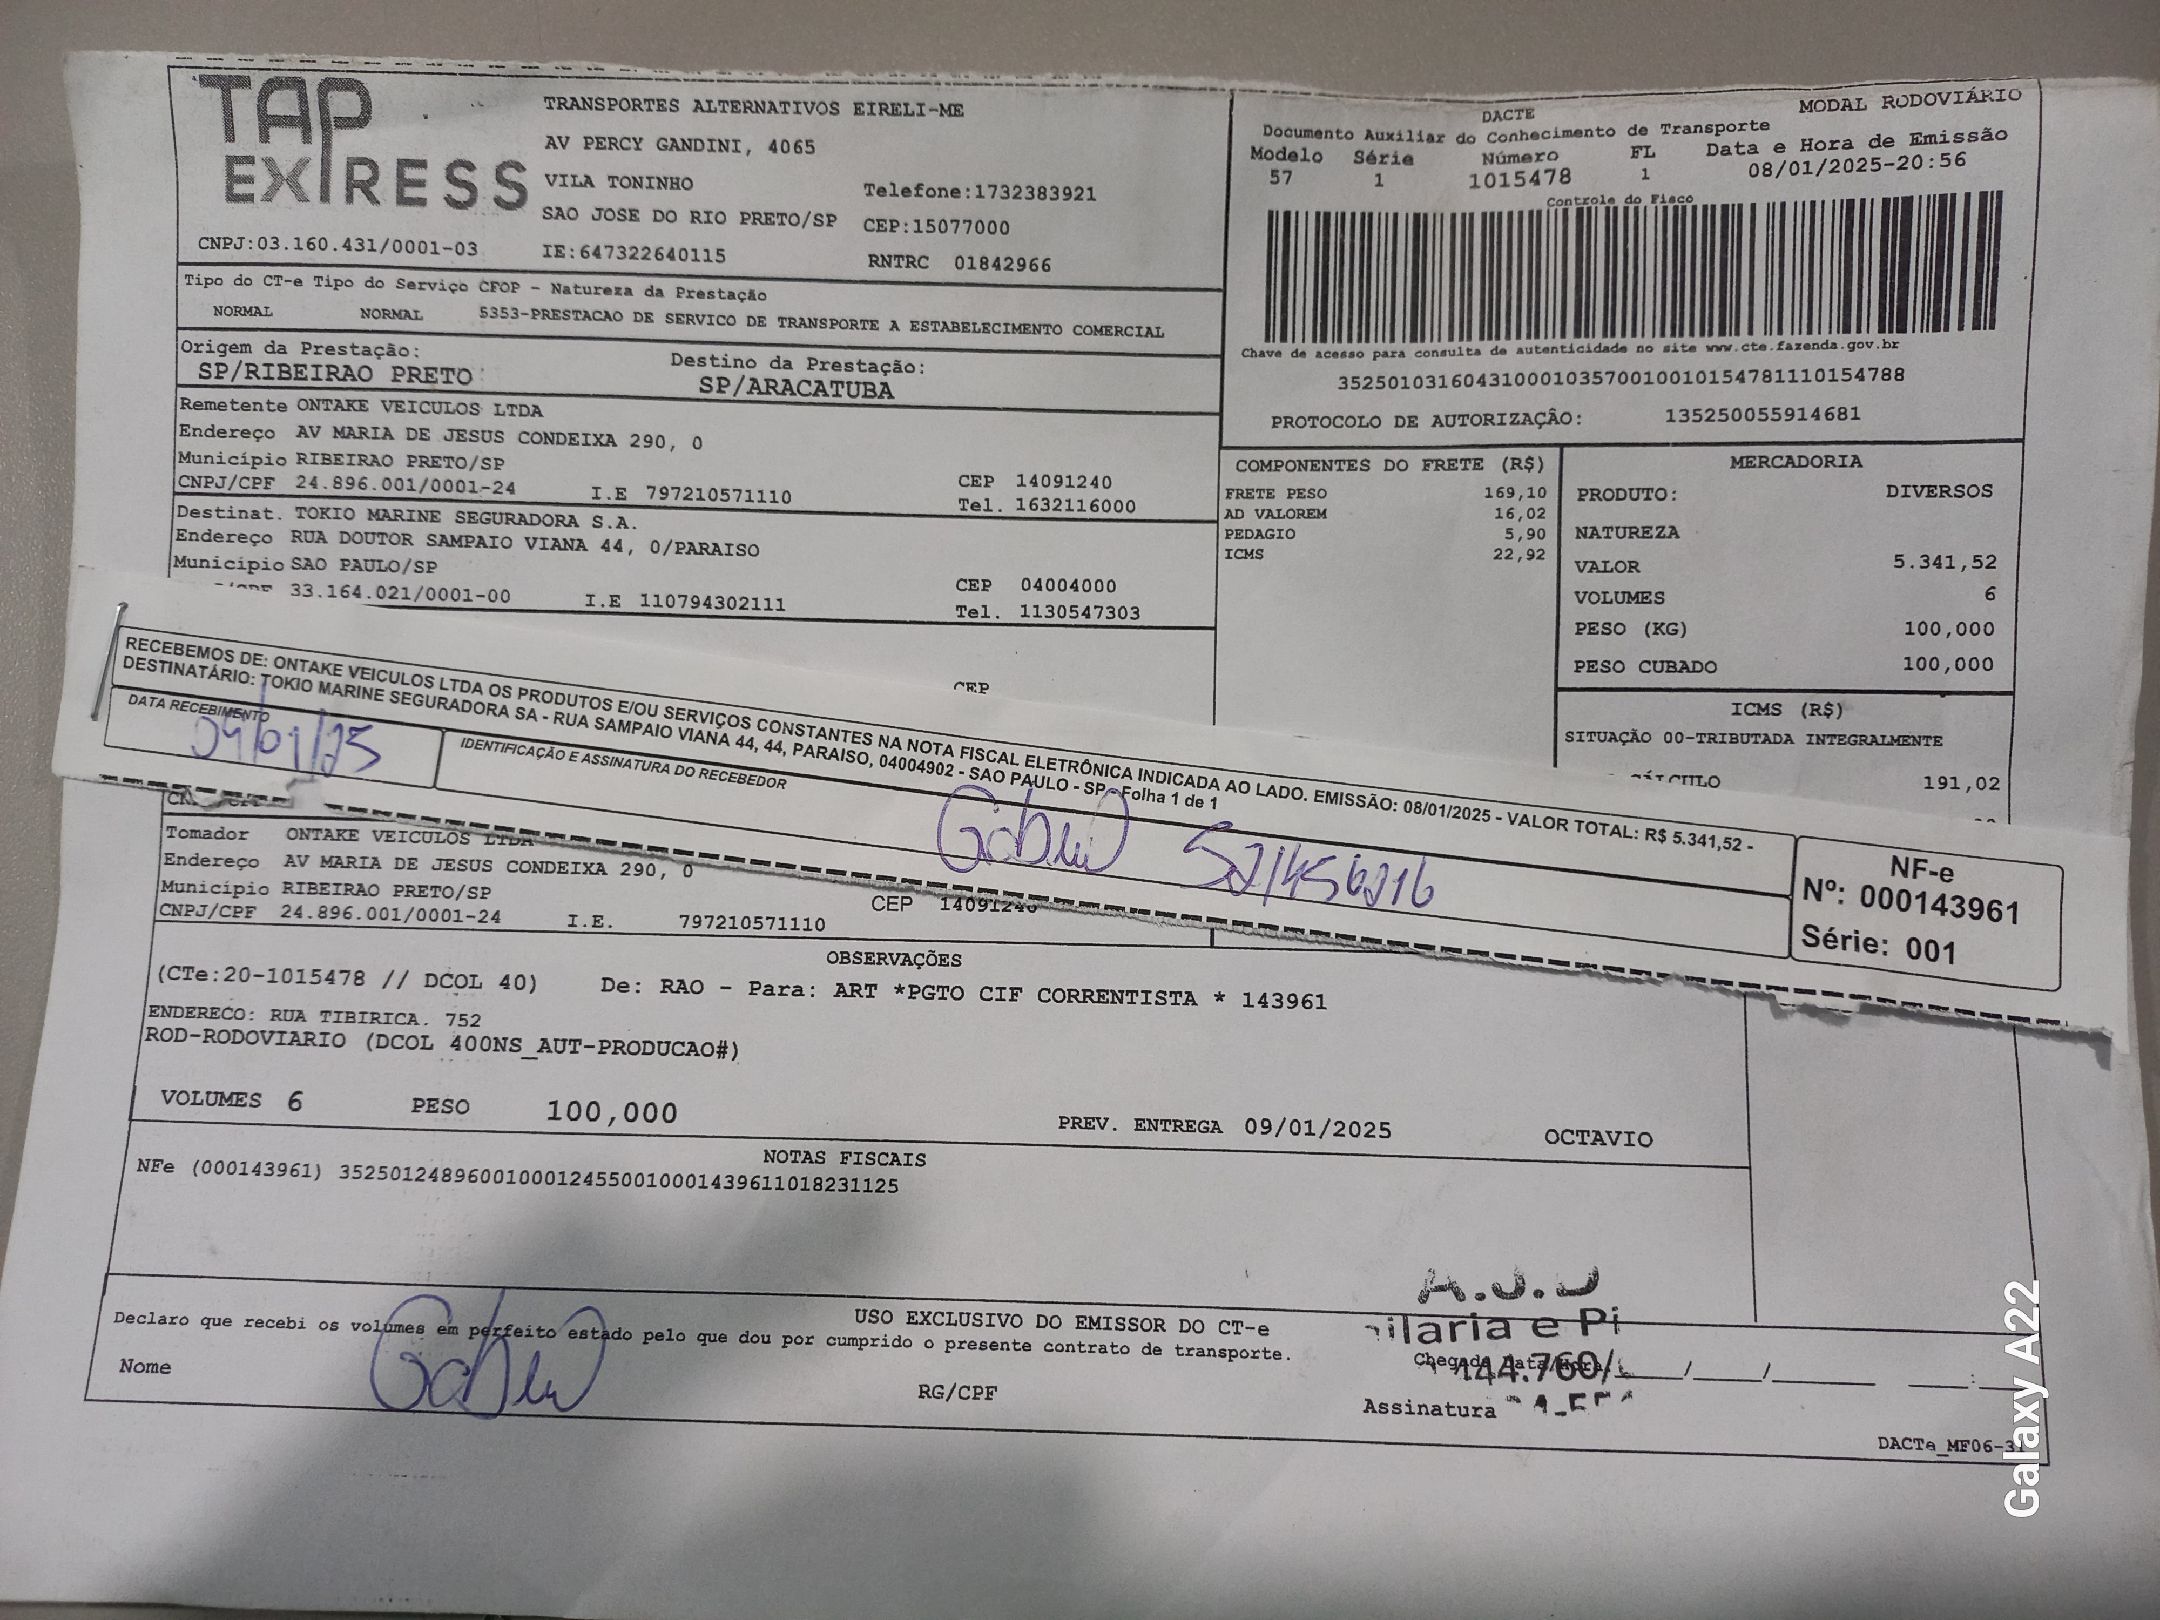 TAP
EXPRESS
TRANSPORTES ALTERNATIVOS EIRELI-ME
AV PERCY GANDINI, 4065
VILA TONINHO
Telefone:1732383921
SAO JOSE DO RIO PRETO/SP CEP:15077000
CNPJ:03.160.431/0001-03 IE:647322640115 RNTRC 01842966
DACTE MODAL RODOVIÁRIO
Documento Auxiliar do Conhecimento de Transporte
Modelo Série Número FL Data e Hora de Emissão
57 1 1015478 1 08/01/2025-20:56
Controle do Fisco
Chave de acesso para consulta de autenticidade no site www.cte.fazenda.gov.br
35250103160431000103570010010154781110154788
PROTOCOLO DE AUTORIZAÇÂO: 135250055914681
Tipo do CT-e Tipo do Serviço CFOP - Natureza da Prestação
NORMAL NORMAL 5353-PRESTACAO DE SERVICO DE TRANSPORTE A ESTABELECIMENTO COMERCIAL
Origem da Prestação: Destino da Prestação:
SP/RIBEIRAO PRETO SP/ARACATUBA
Remetente ONTAKE VEICULOS LTDA
Endereço AV MARIA DE JESUS CONDEIXA 290, 0
Município RIBEIRAO PRETO/SP CEP 14091240
CNPJ/CPF 24.896.001/0001-24 I.E 797210571110 Tel. 1632116000
Destinat. TOKIO MARINE SEGURADORA S.A.
Endereço RUA DOUTOR SAMPAIO VIANA 44, 0/PARAISO
Município SAO PAULO/SP CEP 04004000
33.164.021/0001-00 I.E 110794302111 Tel. 1130547303
CEP
COMPONENTES DO FRETE (R$)
FRETE PESO 169,10
AD VALOREM 16,02
PEDAGIO 5,90
ICMS 22,92
MERCADORIA
PRODUTO: DIVERSOS
NATUREZA
VALOR 5.341,52
VOLUMES 6
PESO (KG) 100,000
PESO CUBADO 100,000
ICMS (R$)
SITUAÇÃO 00-TRIBUTADA INTEGRALMENTE
191,02
RECEBEMOS DE: ONTAKE VEICULOS LTDA OS PRODUTOS E/OU SERVIÇOS CONSTANTES NA NOTA FISCAL ELETRÔNICA INDICADA AO LADO. EMISSÃO: 08/01/2025 - VALOR TOTAL: R$ 5.341,52 -
DESTINATÁRIO: TOKIO MARINE SEGURADORA SA - RUA SAMPAIO VIANA 44, 44, PARAISO, 04004902 - SAO PAULO - SP - Folha 1 de 1
DATA RECEBIMENTO
09/01/25
IDENTIFICAÇÃO E ASSINATURA DO RECEBEDOR
Gabriel 521456216
NF-e
Nº: 000143961
Série: 001
Tomador ONTAKE VEICULOS LTDA
Endereço AV MARIA DE JESUS CONDEIXA 290, 0
Município RIBEIRAO PRETO/SP CEP 14091240
CNPJ/CPF 24.896.001/0001-24 I.E. 797210571110
OBSERVAÇÕES
(CTe:20-1015478 // DCOL 40) De: RAO - Para: ART *PGTO CIF CORRENTISTA * 143961
ENDERECO: RUA TIBIRICA. 752
ROD-RODOVIARIO (DCOL 400NS_AUT-PRODUCAO#)
VOLUMES 6 PESO 100,000 PREV. ENTREGA 09/01/2025 OCTAVIO
NOTAS FISCAIS
NFe (000143961) 35250124896001000124550010001439611018231125
USO EXCLUSIVO DO EMISSOR DO CT-e
Declaro que recebi os volumes em perfeito estado pelo que dou por cumprido o presente contrato de transporte.
Nome Gabriel RG/CPF
A.J.J
ilaria e Pi
144.760/
Chegada Data/Hora / / :
Assinatura
DACTe_MF06-31
Galaxy A22